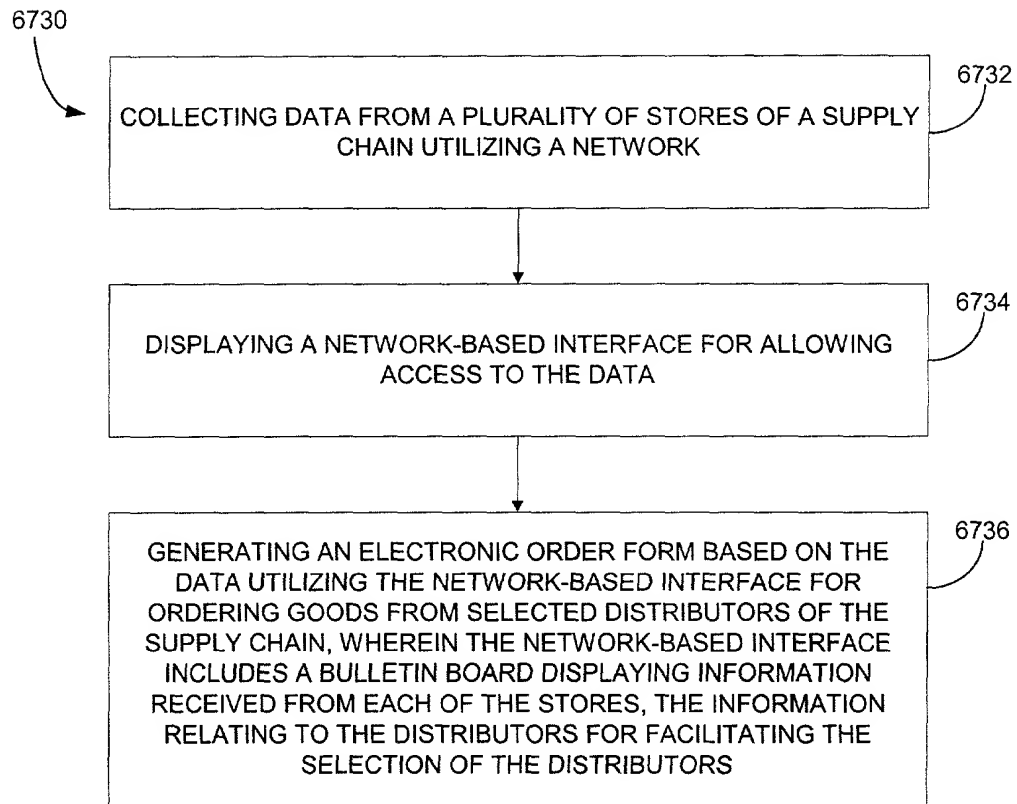 6730
6732
COLLECTING DATA FROM A PLURALITY OF STORES OF A SUPPLY
CHAIN UTILIZING A NETWORK
6734
DISPLAYING A NETWORK-BASED INTERFACE FOR ALLOWING
ACCESS TO THE DATA
6736
GENERATING AN ELECTRONIC ORDER FORM BASED ON THE
DATA UTILIZING THE NETWORK-BASED INTERFACE FOR
ORDERING GOODS FROM SELECTED DISTRIBUTORS OF THE
SUPPLY CHAIN, WHEREIN THE NETWORK-BASED INTERFACE
INCLUDES A BULLETIN BOARD DISPLAYING INFORMATION
RECEIVED FROM EACH OF THE STORES, THE INFORMATION
RELATING TO THE DISTRIBUTORS FOR FACILITATING THE
SELECTION OF THE DISTRIBUTORS